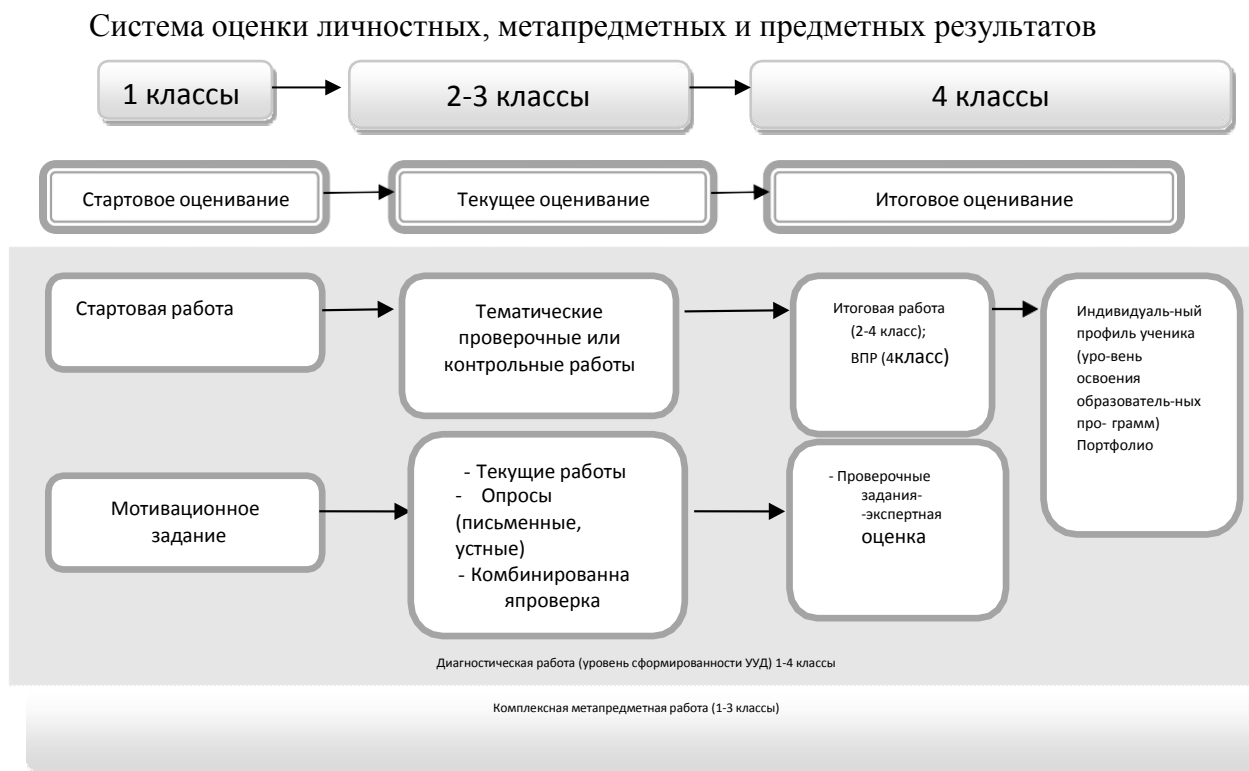 Система оценки личностных, метапредметных и предметных результатов
1 классы
2-3 классы
4 классы
Стартовое оценивание
Текущее оценивание
Итоговое оценивание
Стартовая работа
Тематические
проверочные или
контрольные работы
Итоговая работа
(2-4 класс);
ВПР (4класс)
Индивидуаль-ный
профиль ученика
(уро-вень
освоения
образователь-ных
про- грамм)
Портфолио
Мотивационное
задание
- Текущие работы
- Опросы
(письменные,
устные)
- Комбинированна
япроверка
- Проверочные
задания-
-экспертная
оценка
Диагностическая работа (уровень сформированности УУД) 1-4 классы
Комплексная метапредметная работа (1-3 классы)